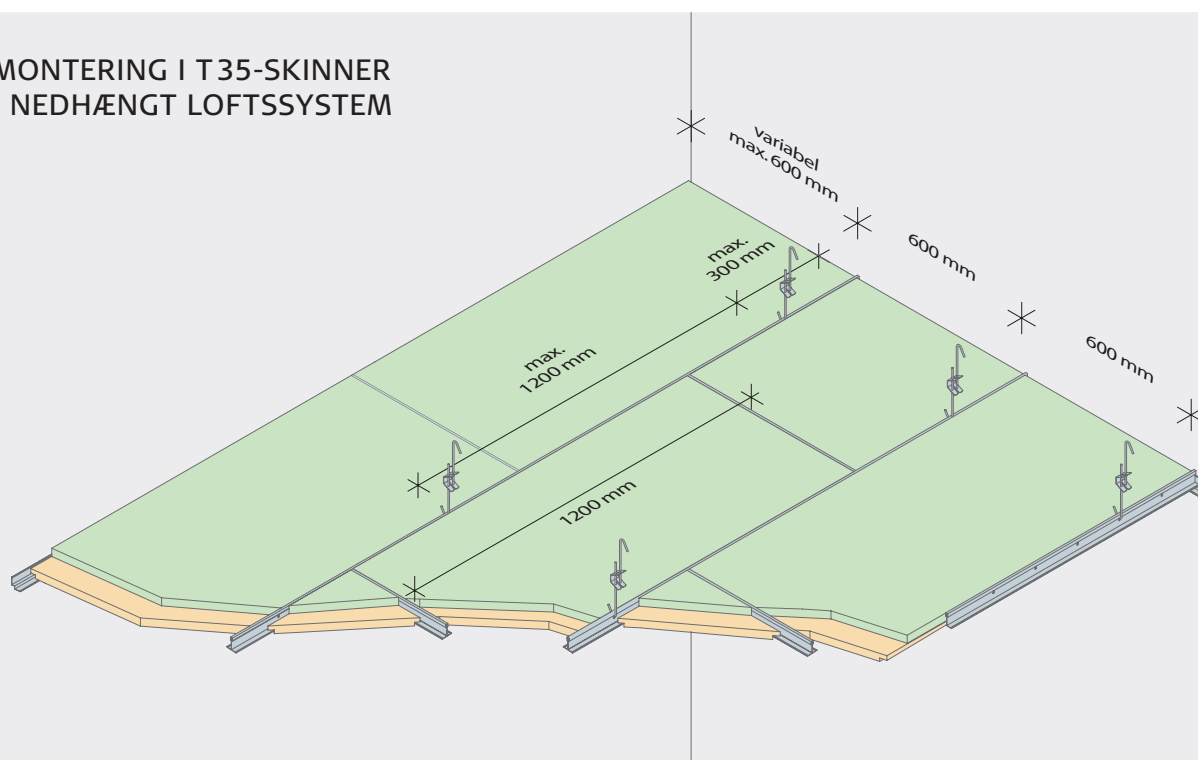 MONTERING I T 35-SKINNER
NEDHÆNGT LOFTSSYSTEM
variabel
max. 600 mm
600 mm
600 mm
max.
300 mm
max.
1200 mm
1200 mm